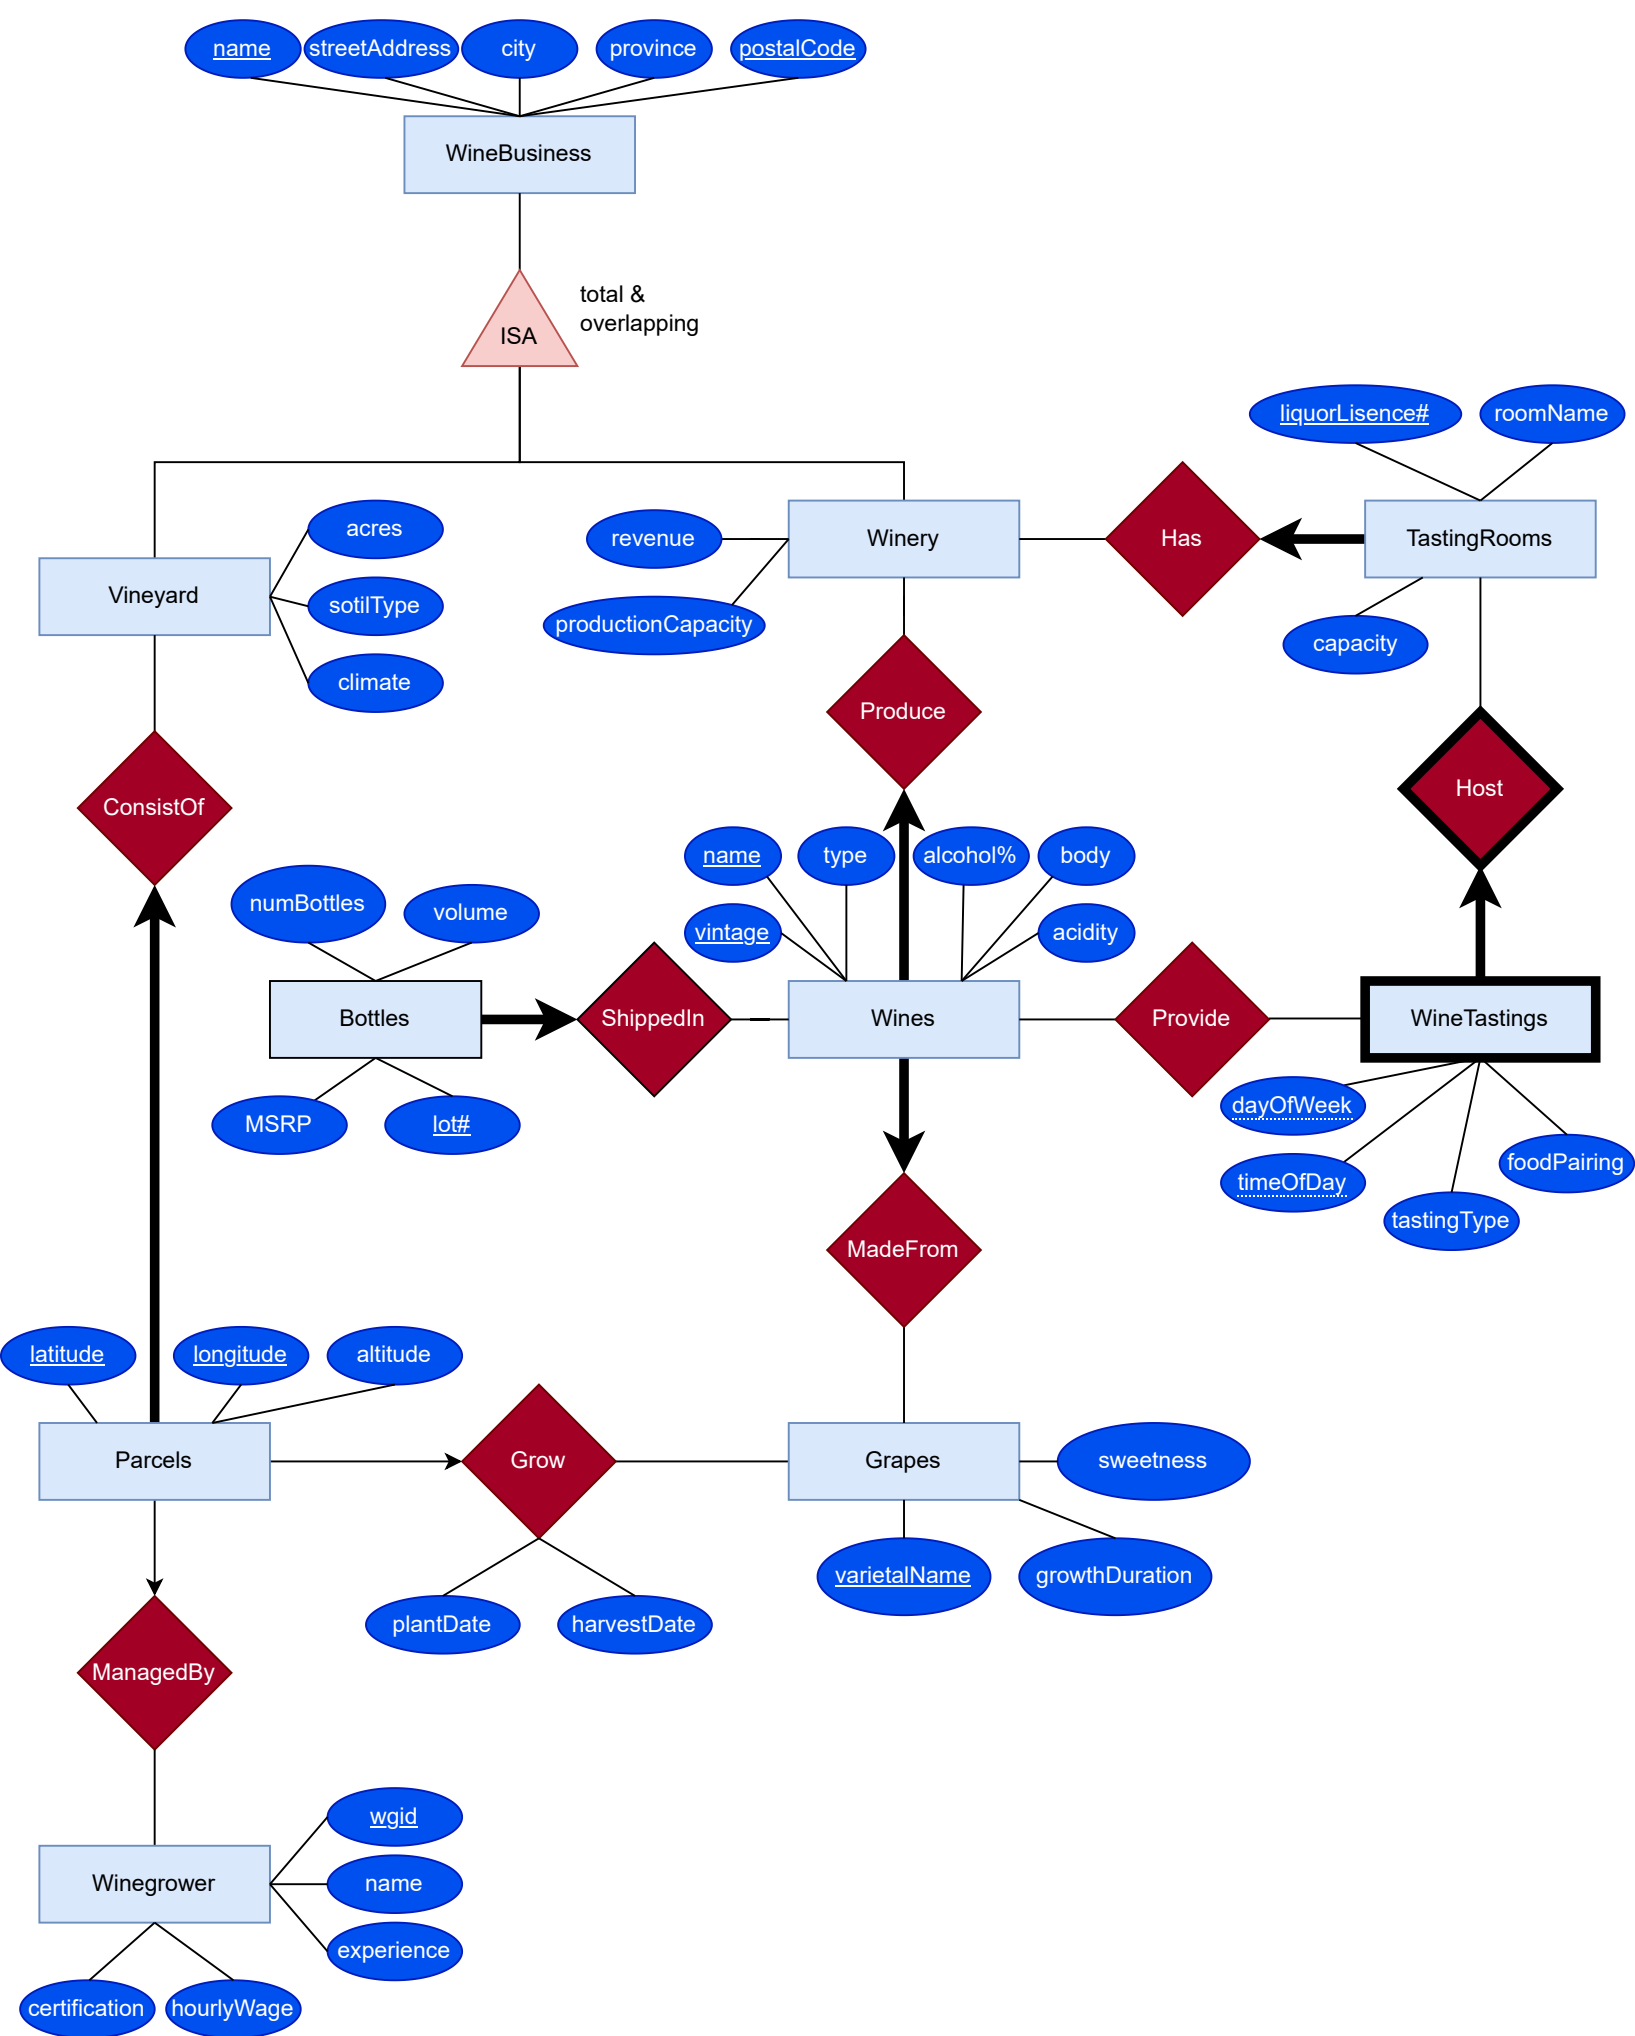 name
streetAddress
city
province
postalCode
WineBusiness
total &
overlapping
ISA
liquorLisence#
roomName
acres
revenue
Winery
Has
TastingRooms
Vineyard
sotilType
productionCapacity
capacity
climate
Produce
ConsistOf
Host
name
type
alcohol%
body
numBottles
volume
vintage
acidity
Bottles
ShippedIn
Wines
Provide
WineTastings
MSRP
lot#
dayOfWeek
timeOfDay
foodPairing
tastingType
MadeFrom
latitude
longitude
altitude
Parcels
Grow
Grapes
sweetness
varietalName
growthDuration
plantDate
harvestDate
ManagedBy
wgid
Winegrower
name
experience
certification
hourlyWage